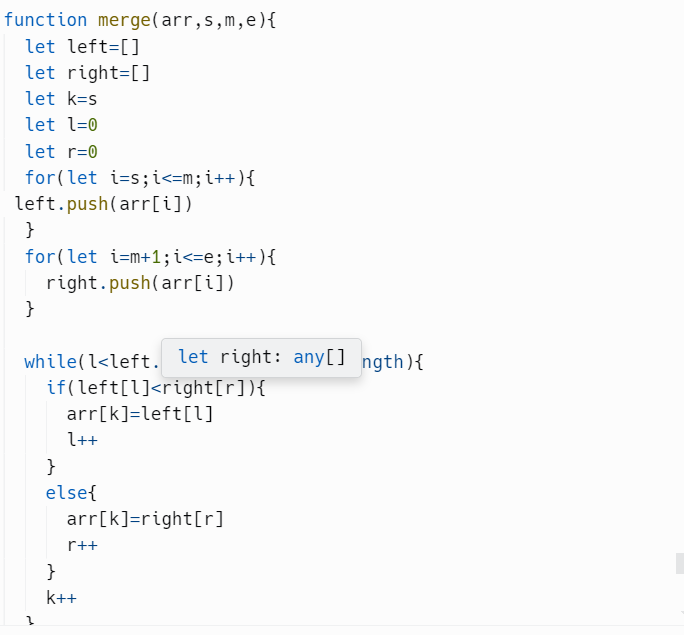 function merge(arr,s,m,e){
let left=[]
let right=[]
let k=s
let l=0
let r=0
for(let i=s;i<=m;i++){
left.push(arr[i])
}
for(let i=m+1;i<=e;i++){
right.push(arr[i])
}
while(l<left. let right: any[] ngth){
if(left[l]<right[r]){
arr[k]=left[l]
l++
}
else{
arr[k]=right[r]
r++
}
k++
}